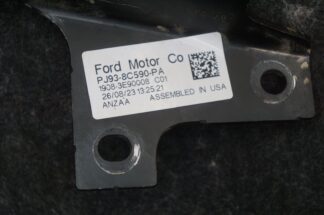 Ford Motor Co
PJ93-8C590-PA
1908-3E90008 C01
26/08/23 13:25:21
ANZAA ASSEMBLED IN USA